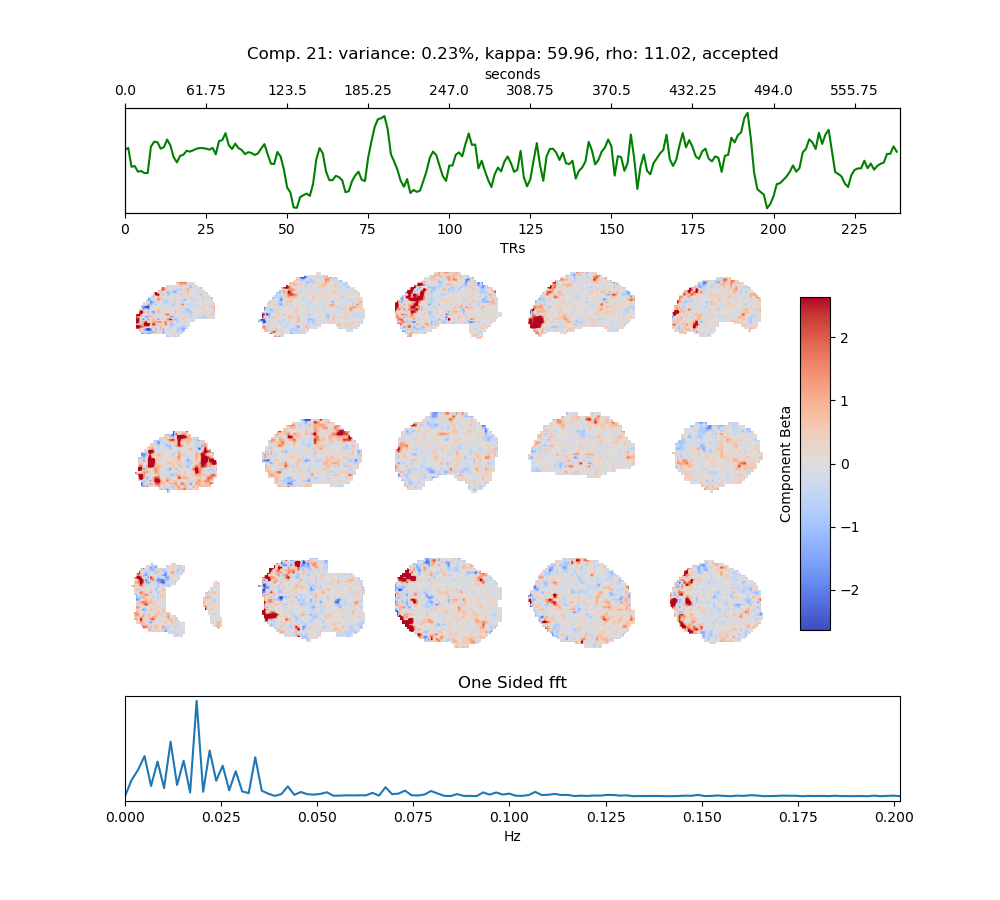 Comp. 21: variance: 0.23%, kappa: 59.96, rho: 11.02, accepted
seconds
0.0 61.75 123.5 185.25 247.0 308.75 370.5 432.25 494.0 555.75
0 25 50 75 100 125 150 175 200 225
TRs
2
1
0
−1
−2
Component Beta
One Sided fft
0.000 0.025 0.050 0.075 0.100 0.125 0.150 0.175 0.200
Hz